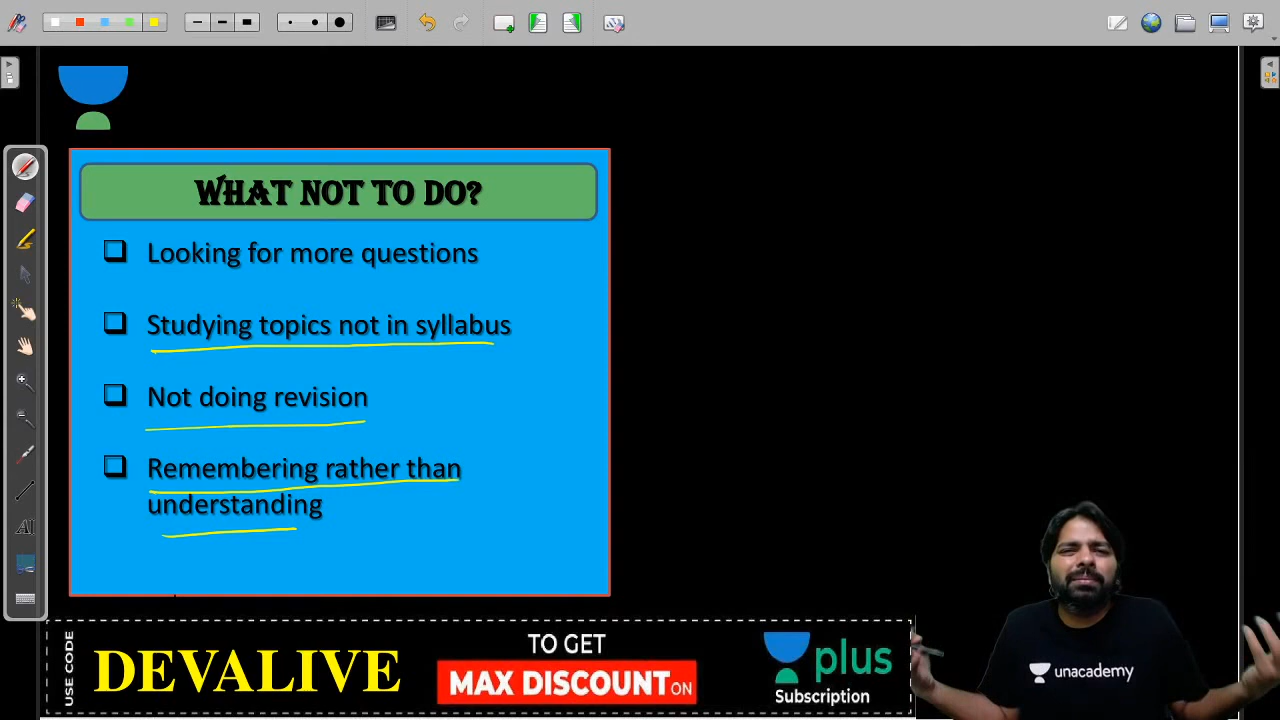 WHAT NOT TO DO?
Looking for more questions
Studying topics not in syllabus
Not doing revision
Remembering rather than
understanding
AI
unacademy
USE CODE
DEVALIVE
TO GET
MAX DISCOUNT ON
plus
Subscription